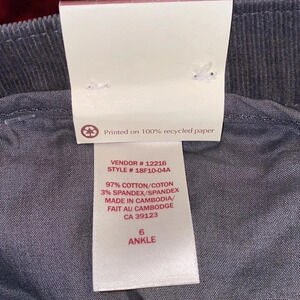 Printed on 100% recycled paper
VENDOR # 12216
STYLE # 18F10-04A
97% COTTON/COTON
3% SPANDEX/SPANDEX
MADE IN CAMBODIA/
FAIT AU CAMBODGE
CA 39123
6
ANKLE